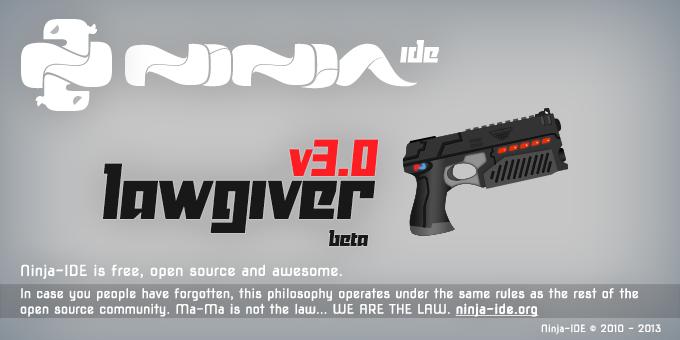 NINJA IDE
v3.0
lawgiver
beta
Ninja-IDE is free, open source and awesome.
In case you people have forgotten, this philosophy operates under the same rules as the rest of the
open source community. Ma-Ma is not the law... WE ARE THE LAW. ninja-ide.org
Ninja-IDE © 2010 - 2013